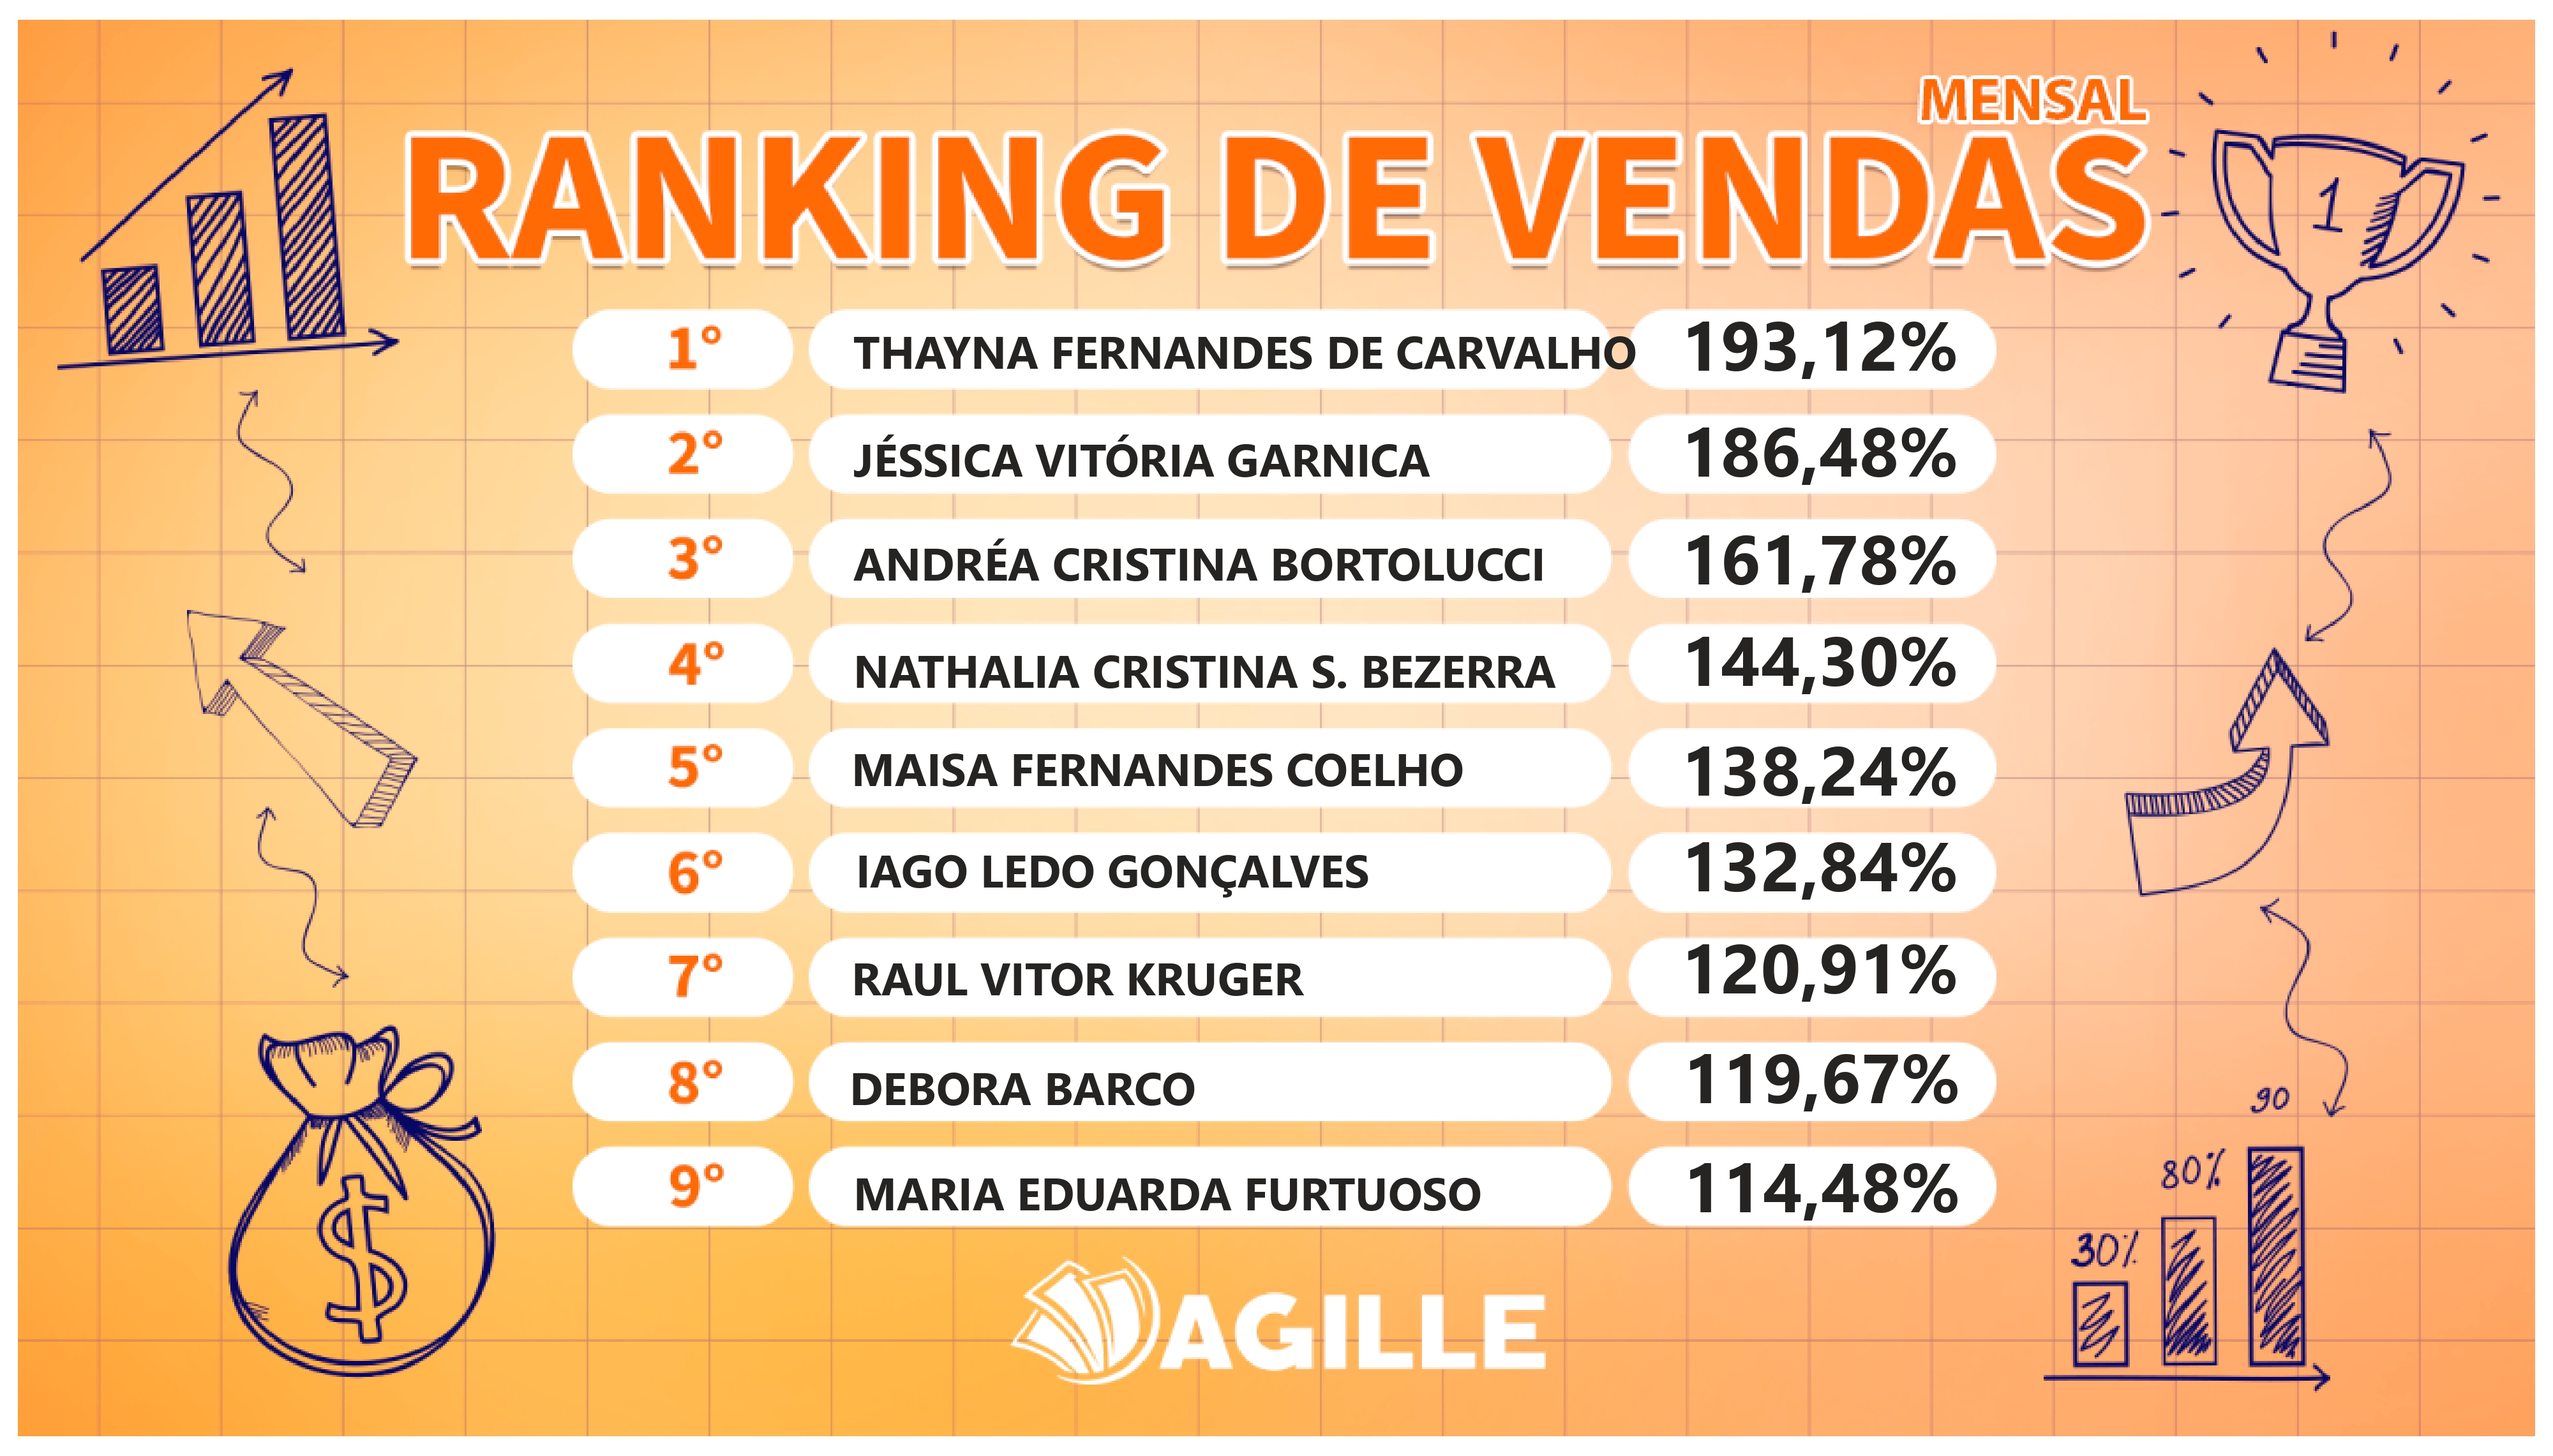 MENSAL
RANKING DE VENDAS
1
1° THAYNA FERNANDES DE CARVALHO 193,12%
2° JÉSSICA VITÓRIA GARNICA 186,48%
3° ANDRÉA CRISTINA BORTOLUCCI 161,78%
4° NATHALIA CRISTINA S. BEZERRA 144,30%
5° MAISA FERNANDES COELHO 138,24%
6° IAGO LEDO GONÇALVES 132,84%
7° RAUL VITOR KRUGER 120,91%
8° DEBORA BARCO 119,67%
9° MARIA EDUARDA FURTUOSO 114,48%
$
30% 80% 90
AGILLE